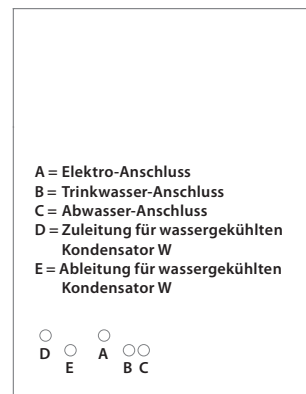 A = Elektro-Anschluss
B = Trinkwasser-Anschluss
C = Abwasser-Anschluss
D = Zuleitung für wassergekühlten
Kondensator W
E = Ableitung für wassergekühlten
Kondensator W
D E A B C